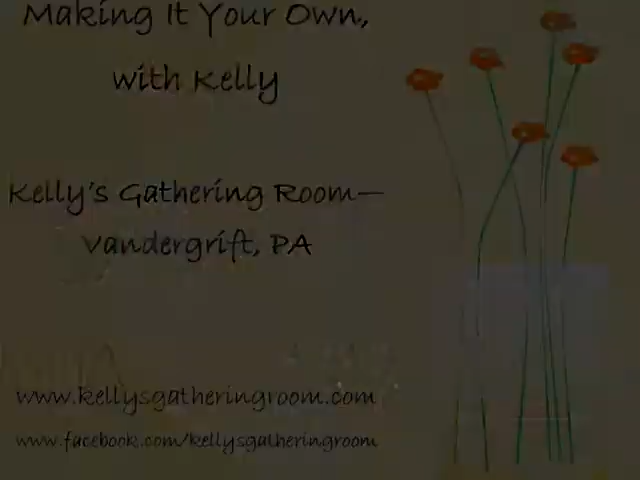 Making It Your Own,
with Kelly
Kelly's Gathering Room—
Vandergrift, PA
www.kellysgatheringroom.com
www.facebook.com/kellysgatheringroom